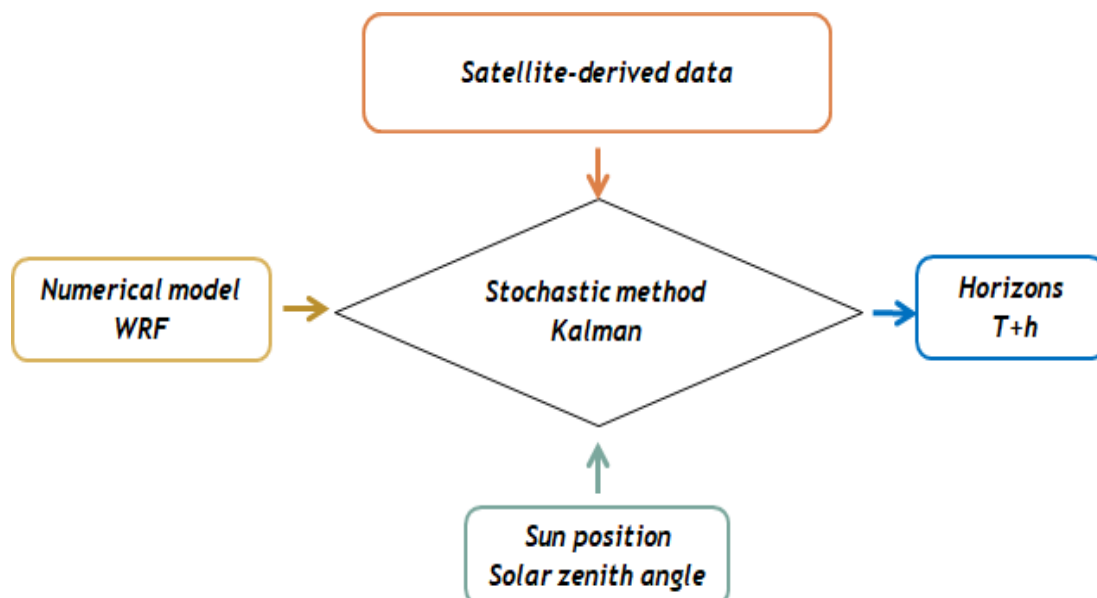 Satellite-derived data
Numerical model
WRF
Stochastic method
Kalman
Horizons
T+h
Sun position
Solar zenith angle